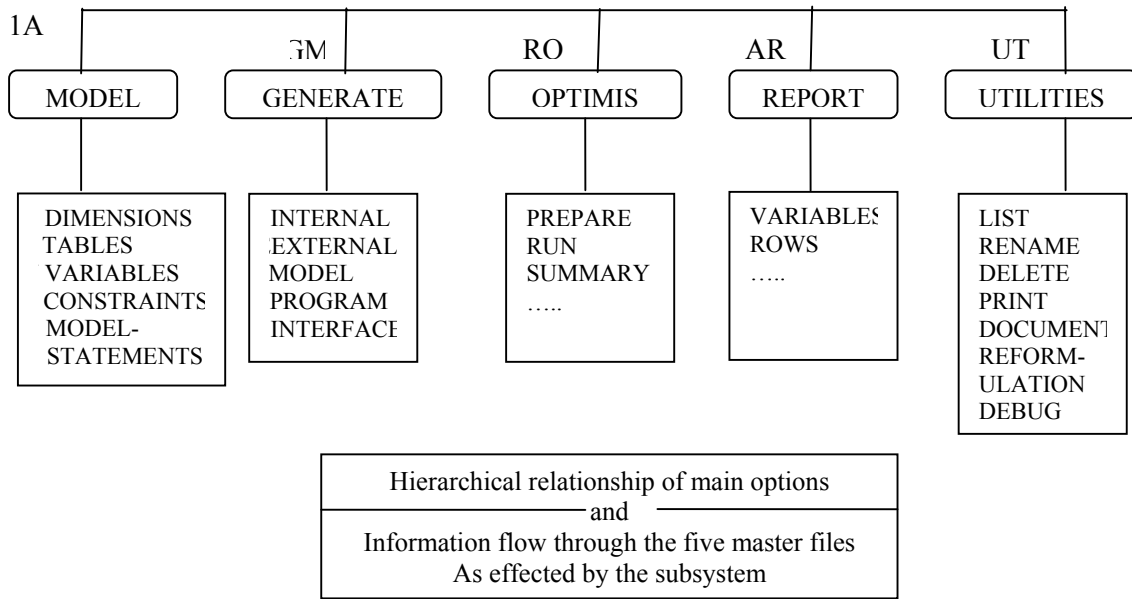 1A
GM
RO
AR
UT
MODEL
GENERATE
OPTIMIS
REPORT
UTILITIES
DIMENSIONS
TABLES
VARIABLES
CONSTRAINTS
MODEL-
STATEMENTS
INTERNAL
EXTERNAL
MODEL
PROGRAM
INTERFACE
PREPARE
RUN
SUMMARY
…..
VARIABLES
ROWS
…..
LIST
RENAME
DELETE
PRINT
DOCUMENT
REFORM-
ULATION
DEBUG
Hierarchical relationship of main options
and
Information flow through the five master files
As effected by the subsystem